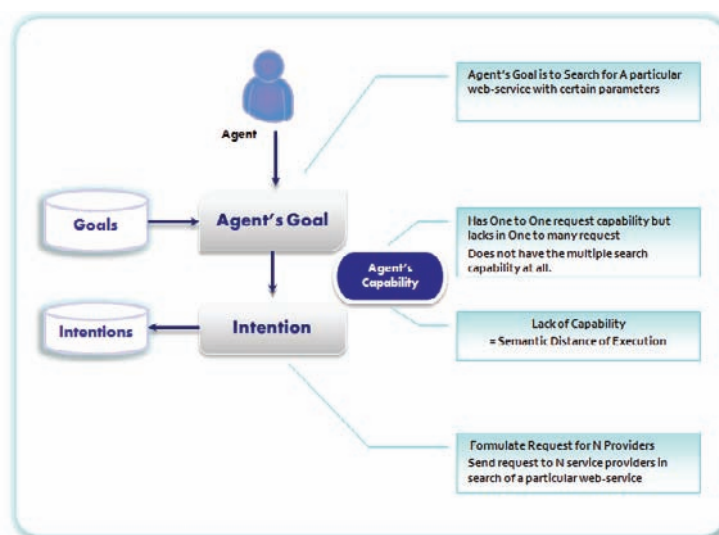 Agent's Goal is to Search for A particular
web-service with certain parameters
Agent
Goals
Agent's Goal
Has One to One request capability but
lacks in One to many request
Does not have the multiple search
capability at all.
Agent's
Capability
Intentions
Intention
Lack of Capability
= Semantic Distance of Execution
Formulate Request for N Providers
Send request to N service providers in
search of a particular web-service